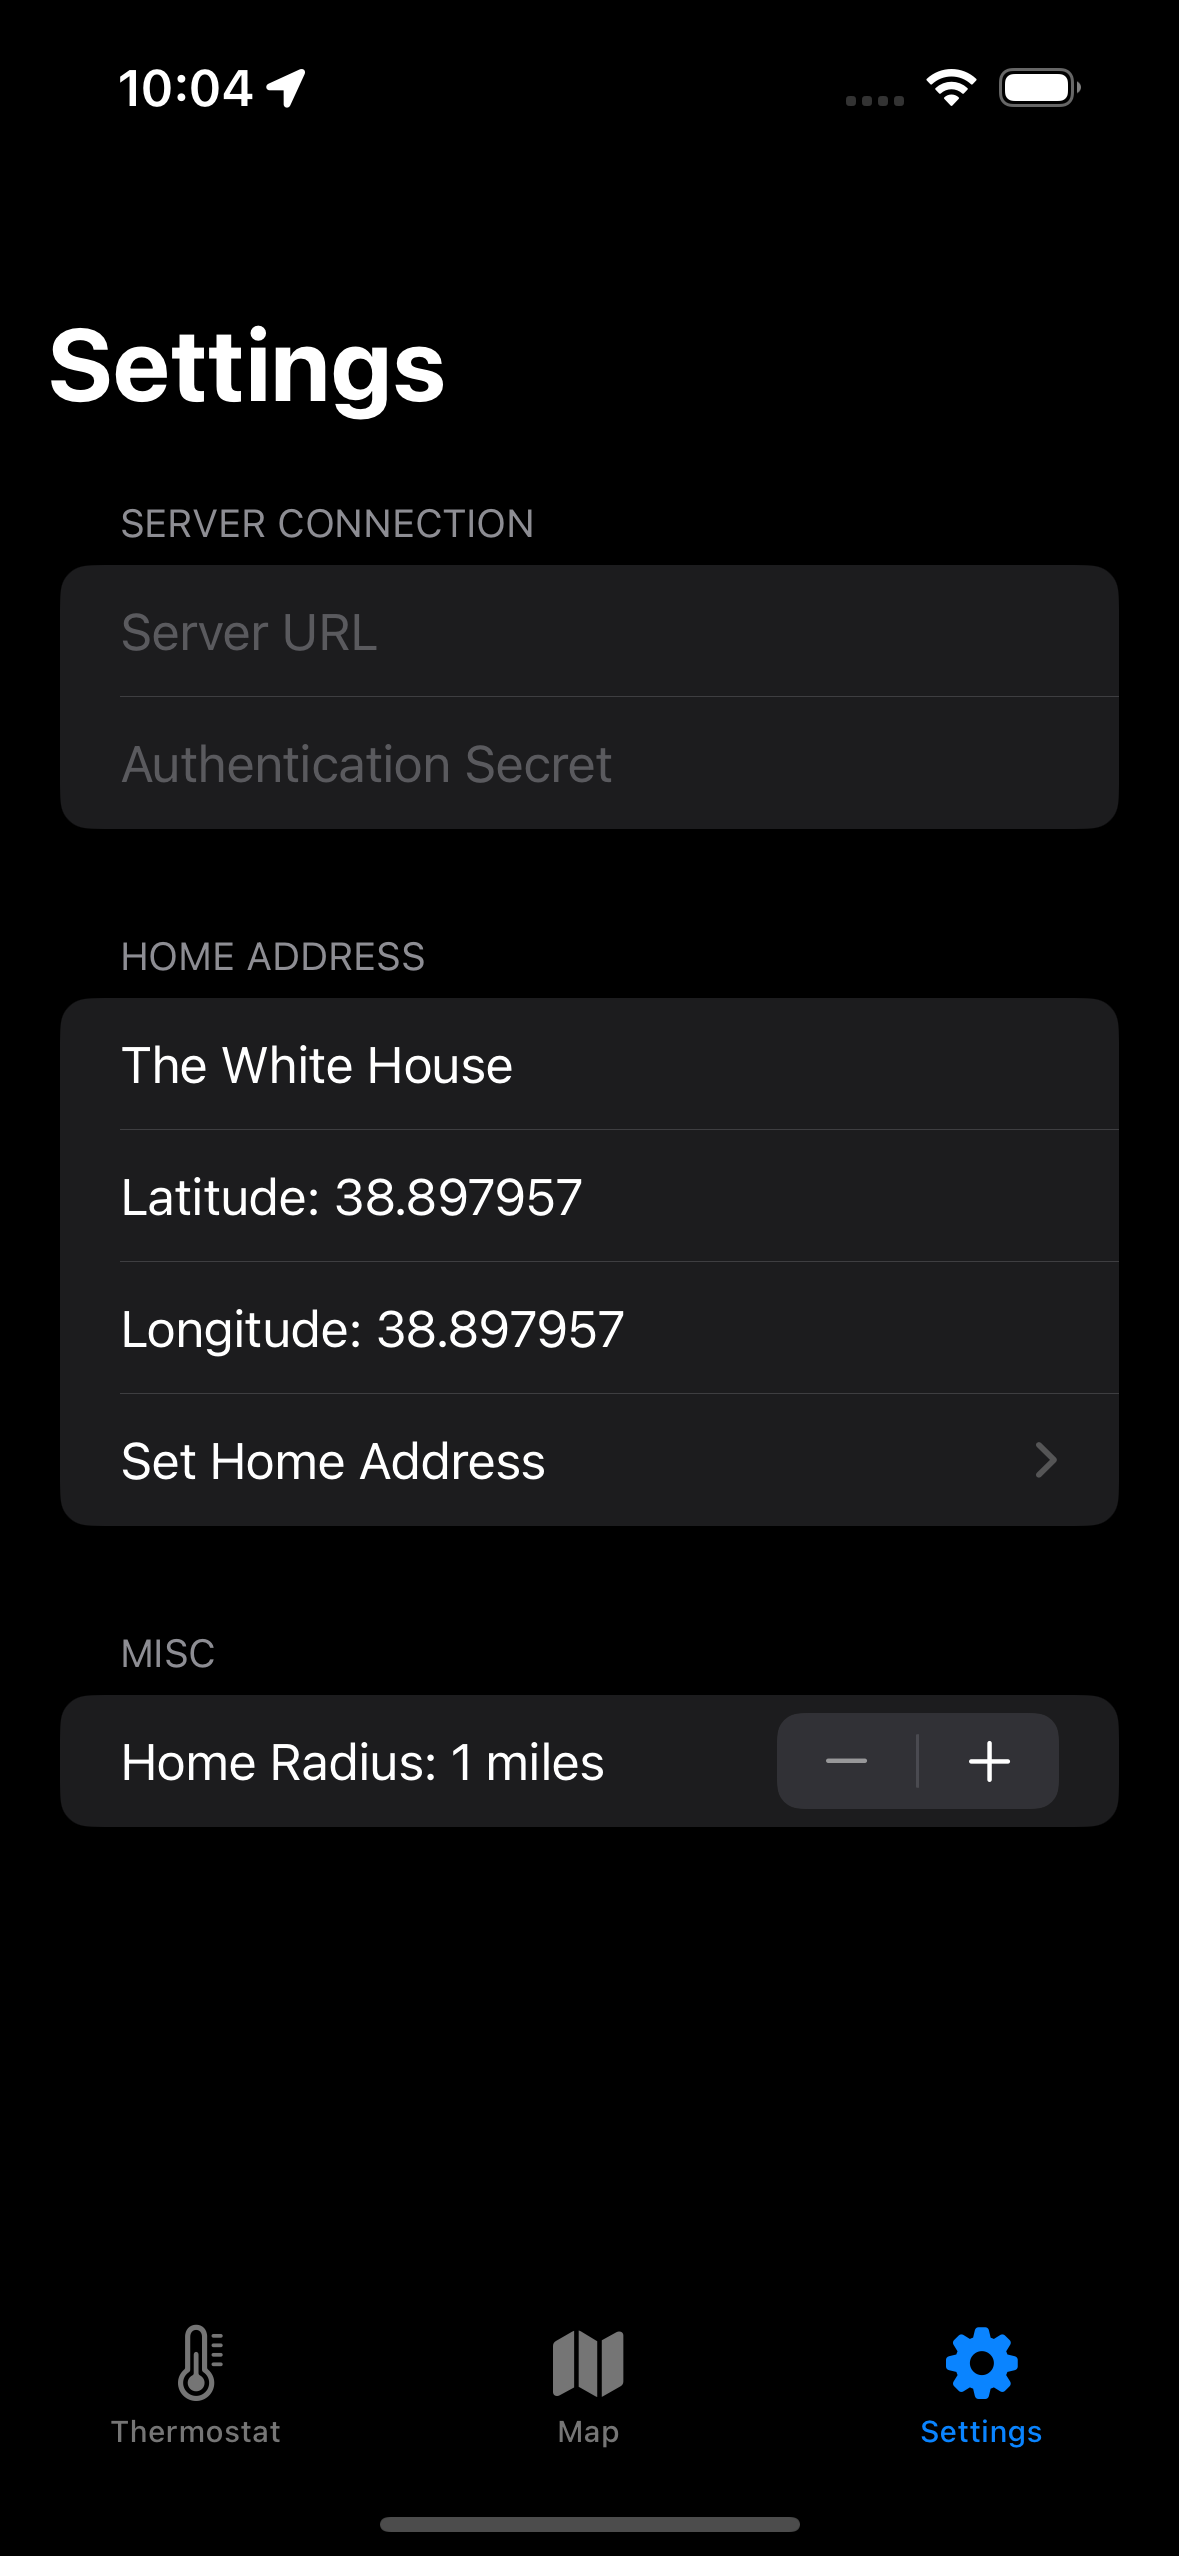 10:04
Settings
SERVER CONNECTION
Server URL
Authentication Secret
HOME ADDRESS
The White House
Latitude: 38.897957
Longitude: 38.897957
Set Home Address
MISC
Home Radius: 1 miles
Thermostat
Map
Settings